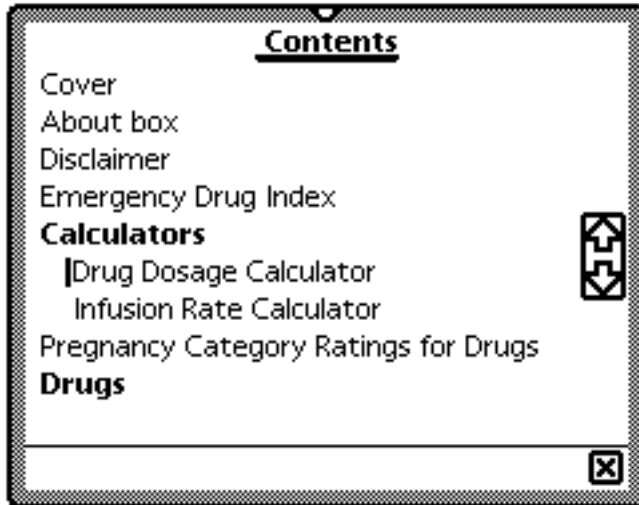 Contents
Cover
About box
Disclaimer
Emergency Drug Index
Calculators
Drug Dosage Calculator
Infusion Rate Calculator
Pregnancy Category Ratings for Drugs
Drugs